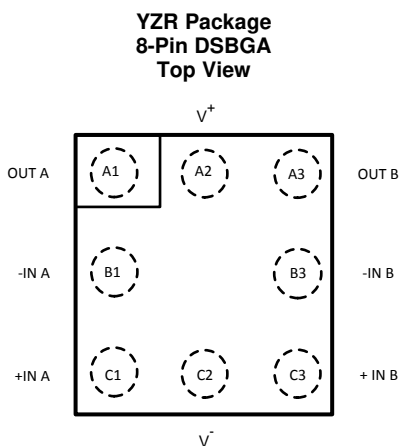 YZR Package
8-Pin DSBGA
Top View
V+
OUT A A1 A2 A3 OUT B
-IN A B1 B3 -IN B
+IN A C1 C2 C3 + IN B
V-